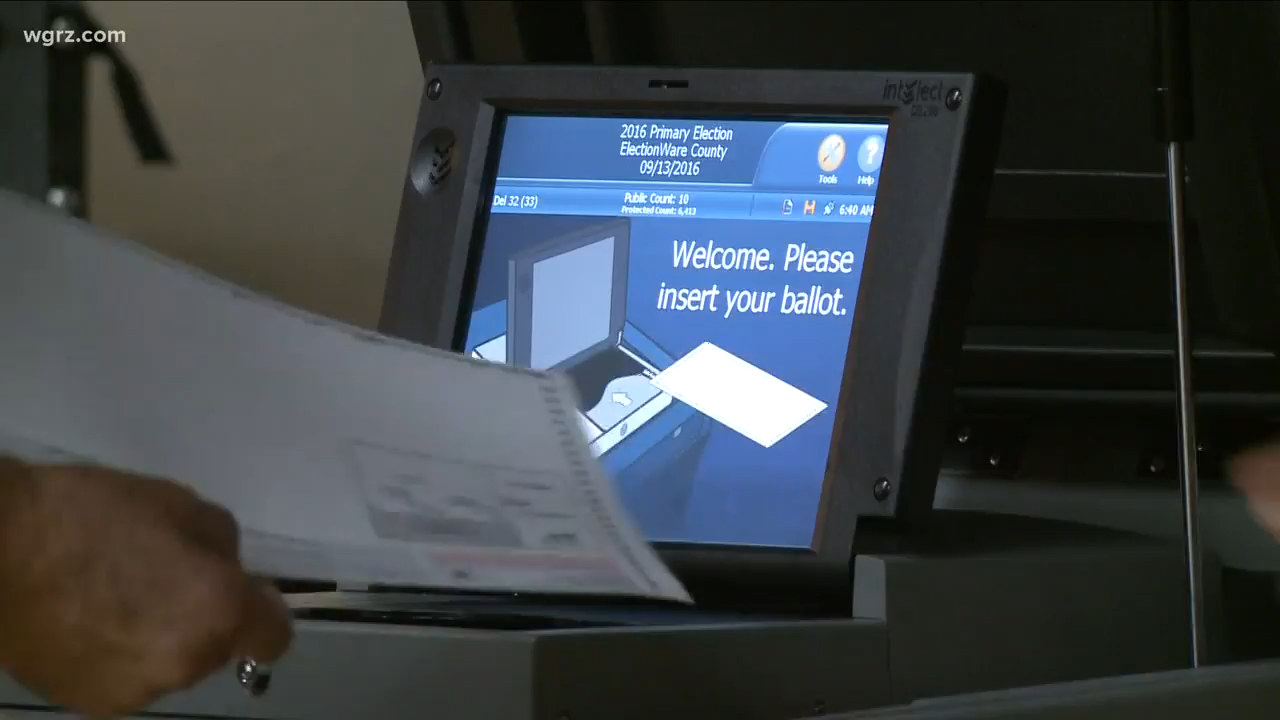 wgrz.com
intelect
DS200
2016 Primary Election
ElectionWare County
09/13/2016
Tools
Help
Del 32 (33)
Public Count: 10
Protected Count: 6,413
6:40 AM
Welcome. Please
insert your ballot.